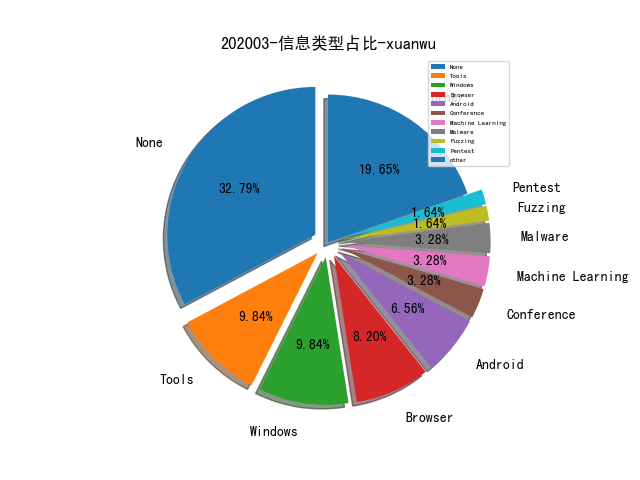 202003-信息类型占比-xuanwu
None
Tools
Windows
Browser
Android
Conference
Machine Learning
Malware
Fuzzing
Pentest
other
None
32.79%
19.65%
Pentest
1.64%
Fuzzing
1.64%
Malware
3.28%
Machine Learning
3.28%
Conference
3.28%
Android
6.56%
Browser
8.20%
Windows
9.84%
Tools
9.84%